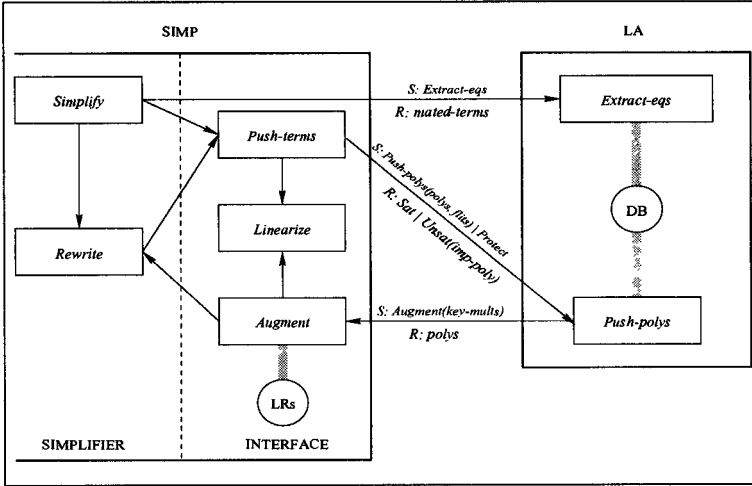 SIMP
LA
Simplify
S: Extract-eqs
R: mated-terms
Extract-eqs
Push-terms
S: Push-polys(polys, flits) | Protect
R: Sat | Unsat(imp-poly)
Linearize
DB
Rewrite
Augment
S: Augment(key-mults)
R: polys
Push-polys
LRs
SIMPLIFIER
INTERFACE